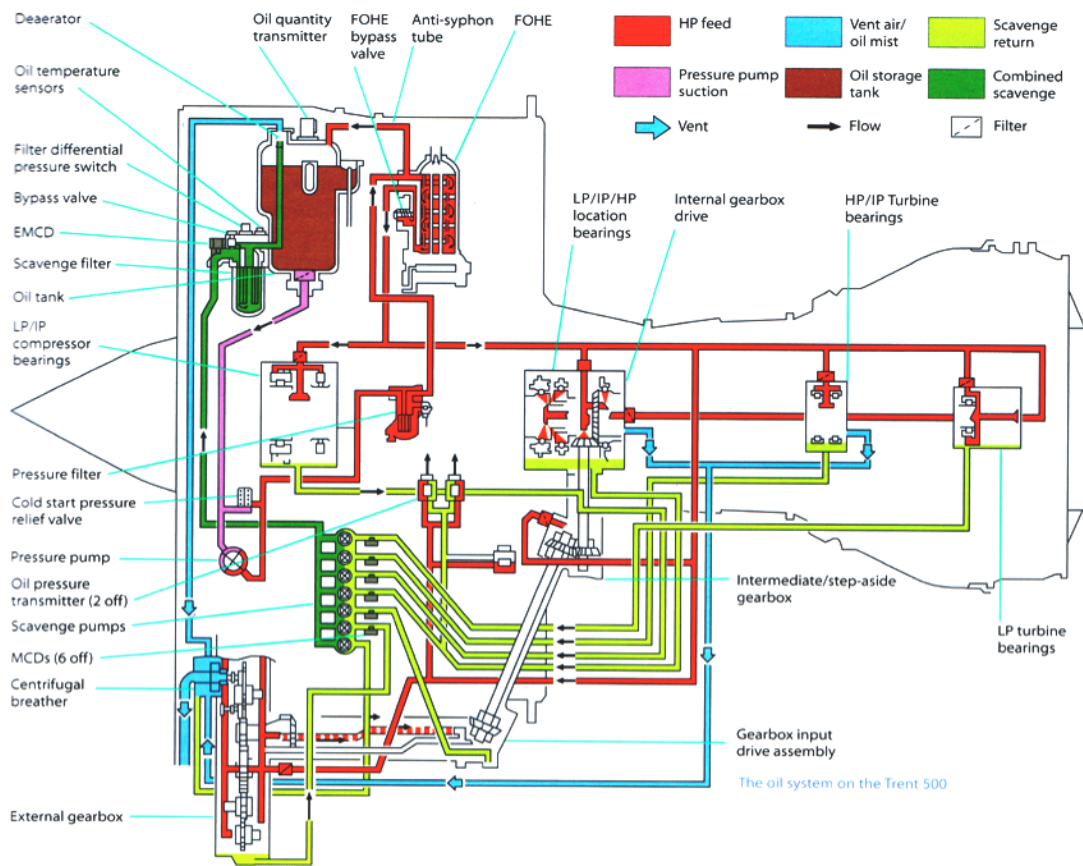 Deaerator
Oil quantity
transmitter
FOHE
bypass
valve
Anti-syphon
tube
FOHE
HP feed
Vent air/
oil mist
Scavenge
return
Pressure pump
suction
Oil storage
tank
Combined
scavenge
Vent
Flow
Filter
Oil temperature
sensors
Filter differential
pressure switch
Bypass valve
EMCD
Scavenge filter
Oil tank
LP/IP
compressor
bearings
LP/IP/HP
location
bearings
Internal gearbox
drive
HP/IP Turbine
bearings
Pressure filter
Cold start pressure
relief valve
Pressure pump
Oil pressure
transmitter (2 off)
Scavenge pumps
MCDs (6 off)
Centrifugal
breather
External gearbox
Intermediate/step-aside
gearbox
LP turbine
bearings
Gearbox input
drive assembly
The oil system on the Trent 500